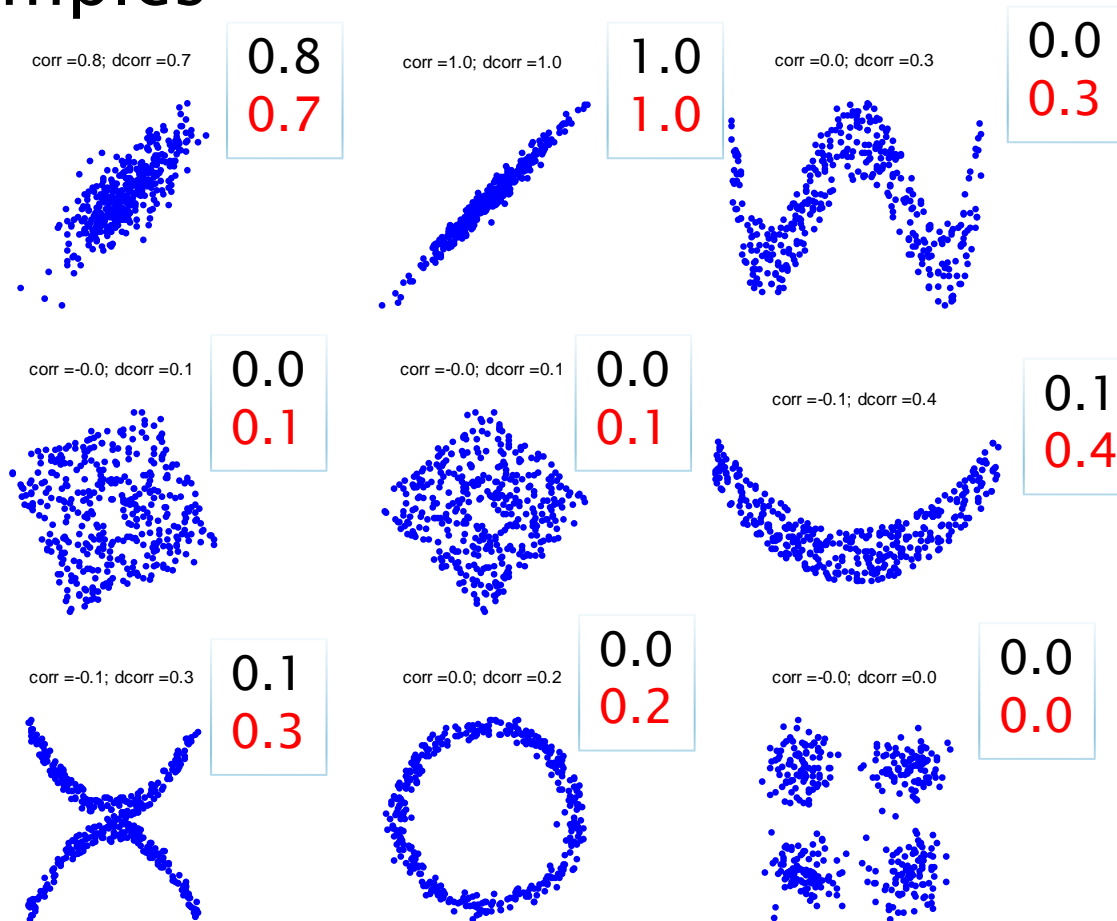 corr =0.8; dcorr =0.7
0.8
0.7
corr =1.0; dcorr =1.0
1.0
1.0
corr =0.0; dcorr =0.3
0.0
0.3
corr =-0.0; dcorr =0.1
0.0
0.1
corr =-0.0; dcorr =0.1
0.0
0.1
corr =-0.1; dcorr =0.4
0.1
0.4
corr =-0.1; dcorr =0.3
0.1
0.3
corr =0.0; dcorr =0.2
0.0
0.2
corr =-0.0; dcorr =0.0
0.0
0.0